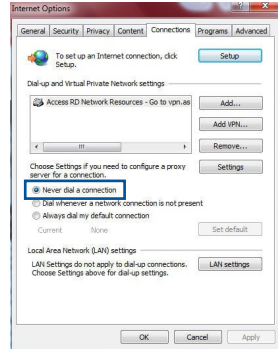 Internet Options
General Security Privacy Content Connections Programs Advanced
To set up an Internet connection, click Setup.
Setup
Dial-up and Virtual Private Network settings
Access RD Network Resources - Go to vpn.as
Add...
Add VPN...
Remove...
Choose Settings if you need to configure a proxy
server for a connection.
Settings
Never dial a connection
Dial whenever a network connection is not present
Always dial my default connection
Current None
Set default
Local Area Network (LAN) settings
LAN Settings do not apply to dial-up connections.
Choose Settings above for dial-up settings.
LAN settings
OK Cancel Apply